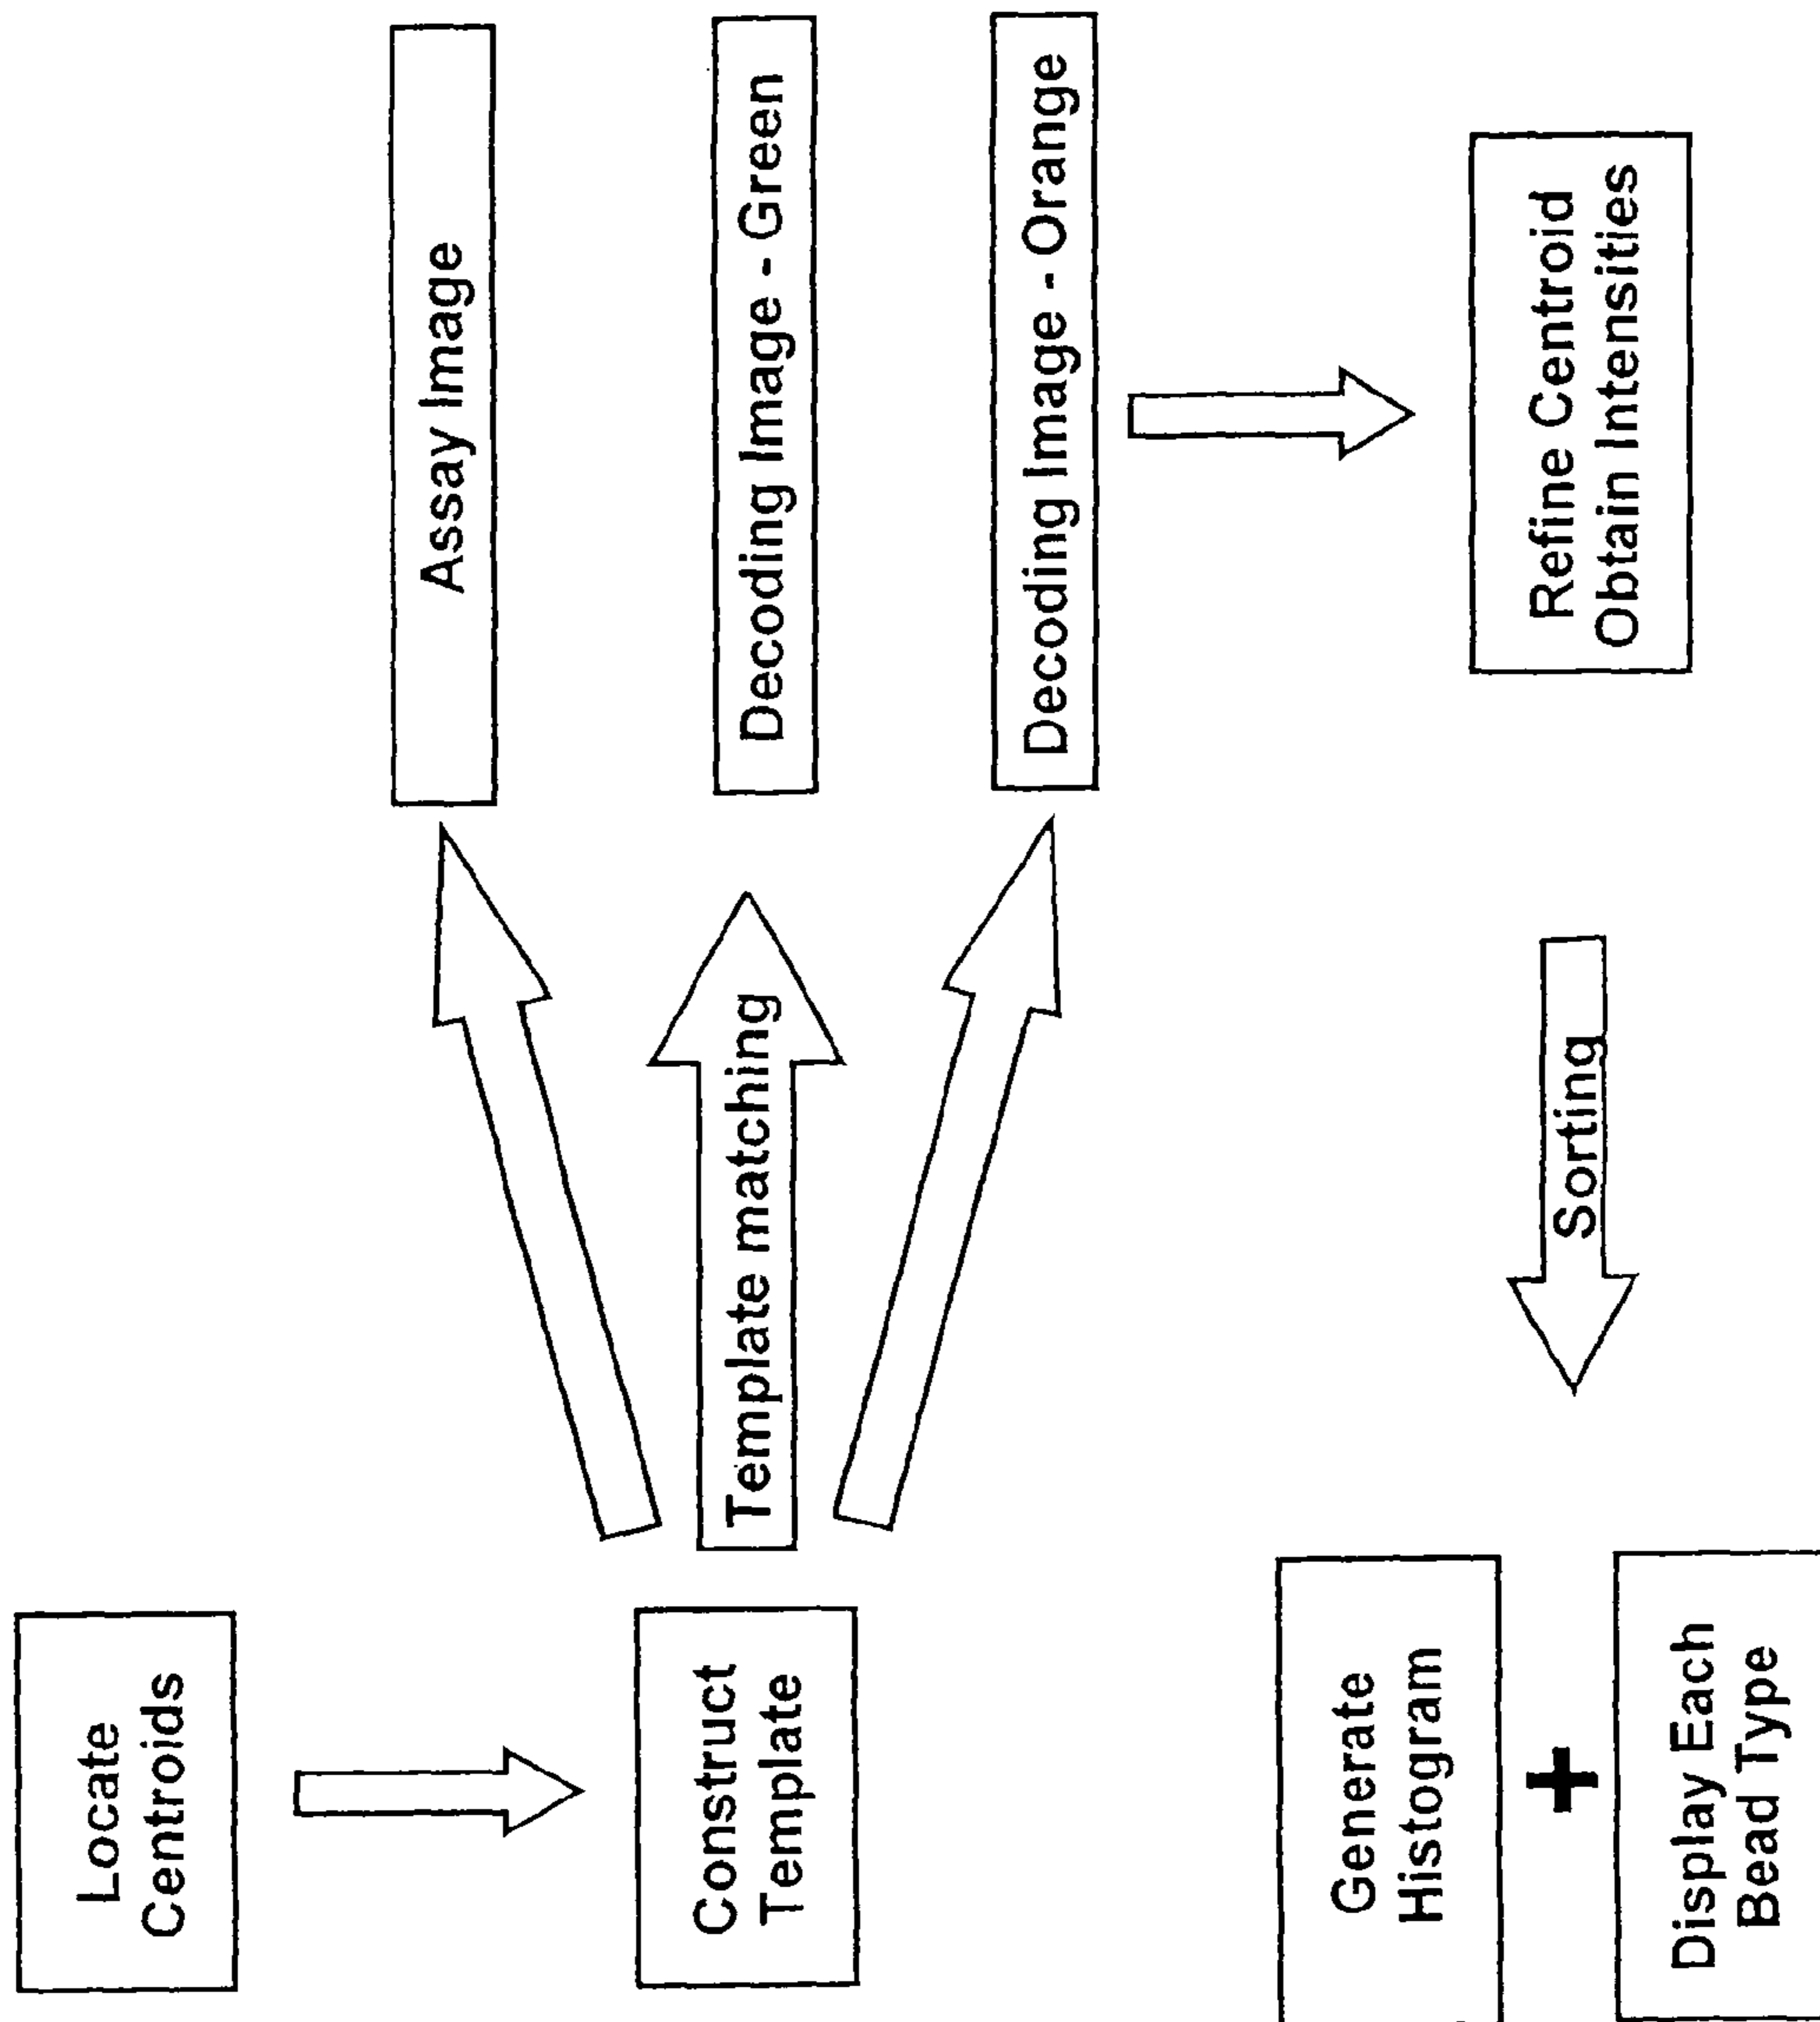 Locate
Centroids
Construct
Template
Template matching
Assay Image
Decoding Image - Green
Decoding Image - Orange
Refine Centroid
Obtain Intensities
Sorting
Generate
Histogram
+
Display Each
Bead Type